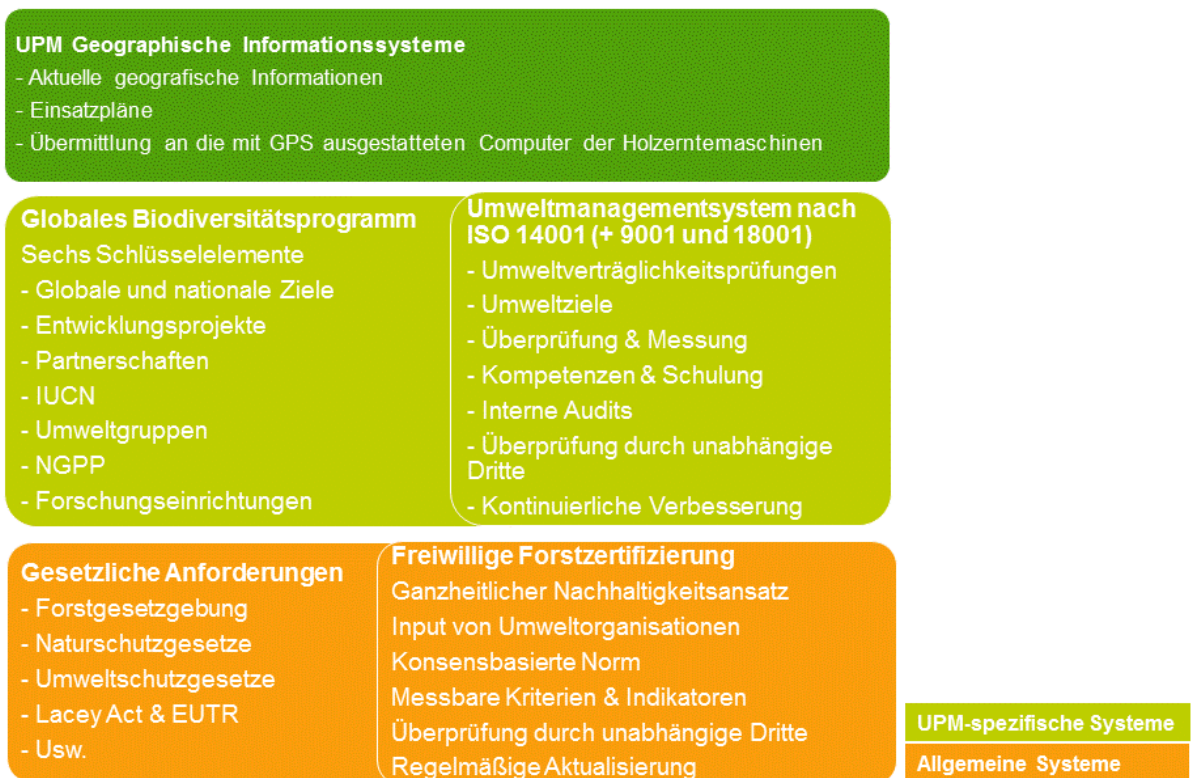 UPM Geographische Informationssysteme
- Aktuelle geografische Informationen
- Einsatzpläne
- Übermittlung an die mit GPS ausgestatteten Computer der Holzerntemaschinen
Globales Biodiversitätsprogramm
Sechs Schlüsselelemente
- Globale und nationale Ziele
- Entwicklungsprojekte
- Partnerschaften
- IUCN
- Umweltgruppen
- NGPP
- Forschungseinrichtungen
Umweltmanagementsystem nach
ISO 14001 (+ 9001 und 18001)
- Umweltverträglichkeitsprüfungen
- Umweltziele
- Überprüfung & Messung
- Kompetenzen & Schulung
- Interne Audits
- Überprüfung durch unabhängige
Dritte
- Kontinuierliche Verbesserung
Gesetzliche Anforderungen
- Forstgesetzgebung
- Naturschutzgesetze
- Umweltschutzgesetze
- Lacey Act & EUTR
- Usw.
Freiwillige Forstzertifizierung
Ganzheitlicher Nachhaltigkeitsansatz
Input von Umweltorganisationen
Konsensbasierte Norm
Messbare Kriterien & Indikatoren
Überprüfung durch unabhängige Dritte
Regelmäßige Aktualisierung
UPM-spezifische Systeme
Allgemeine Systeme